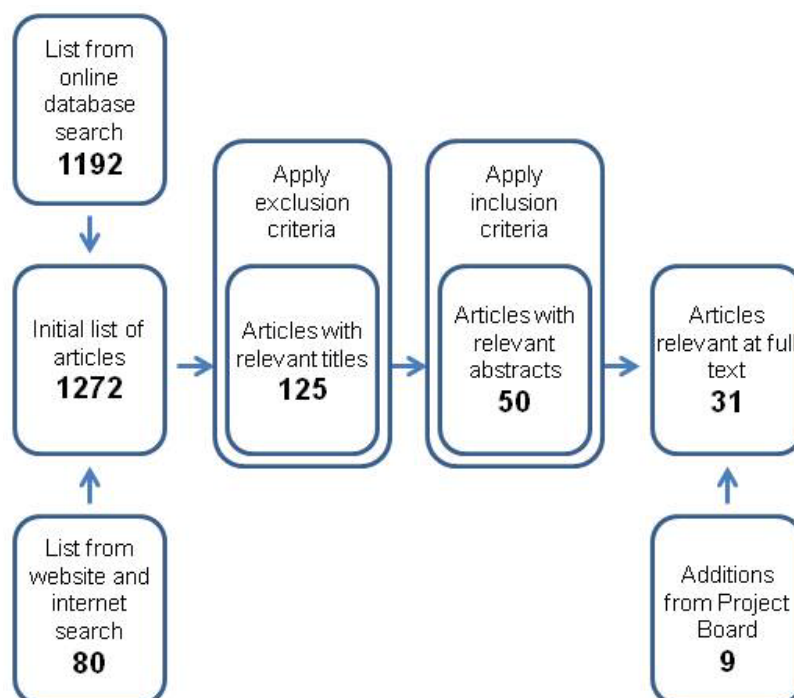 List from
online
database
search
1192
Initial list of
articles
1272
List from
website and
internet
search
80
Apply
exclusion
criteria
Articles with
relevant titles
125
Apply
inclusion
criteria
Articles with
relevant
abstracts
50
Articles
relevant at full
text
31
Additions
from Project
Board
9